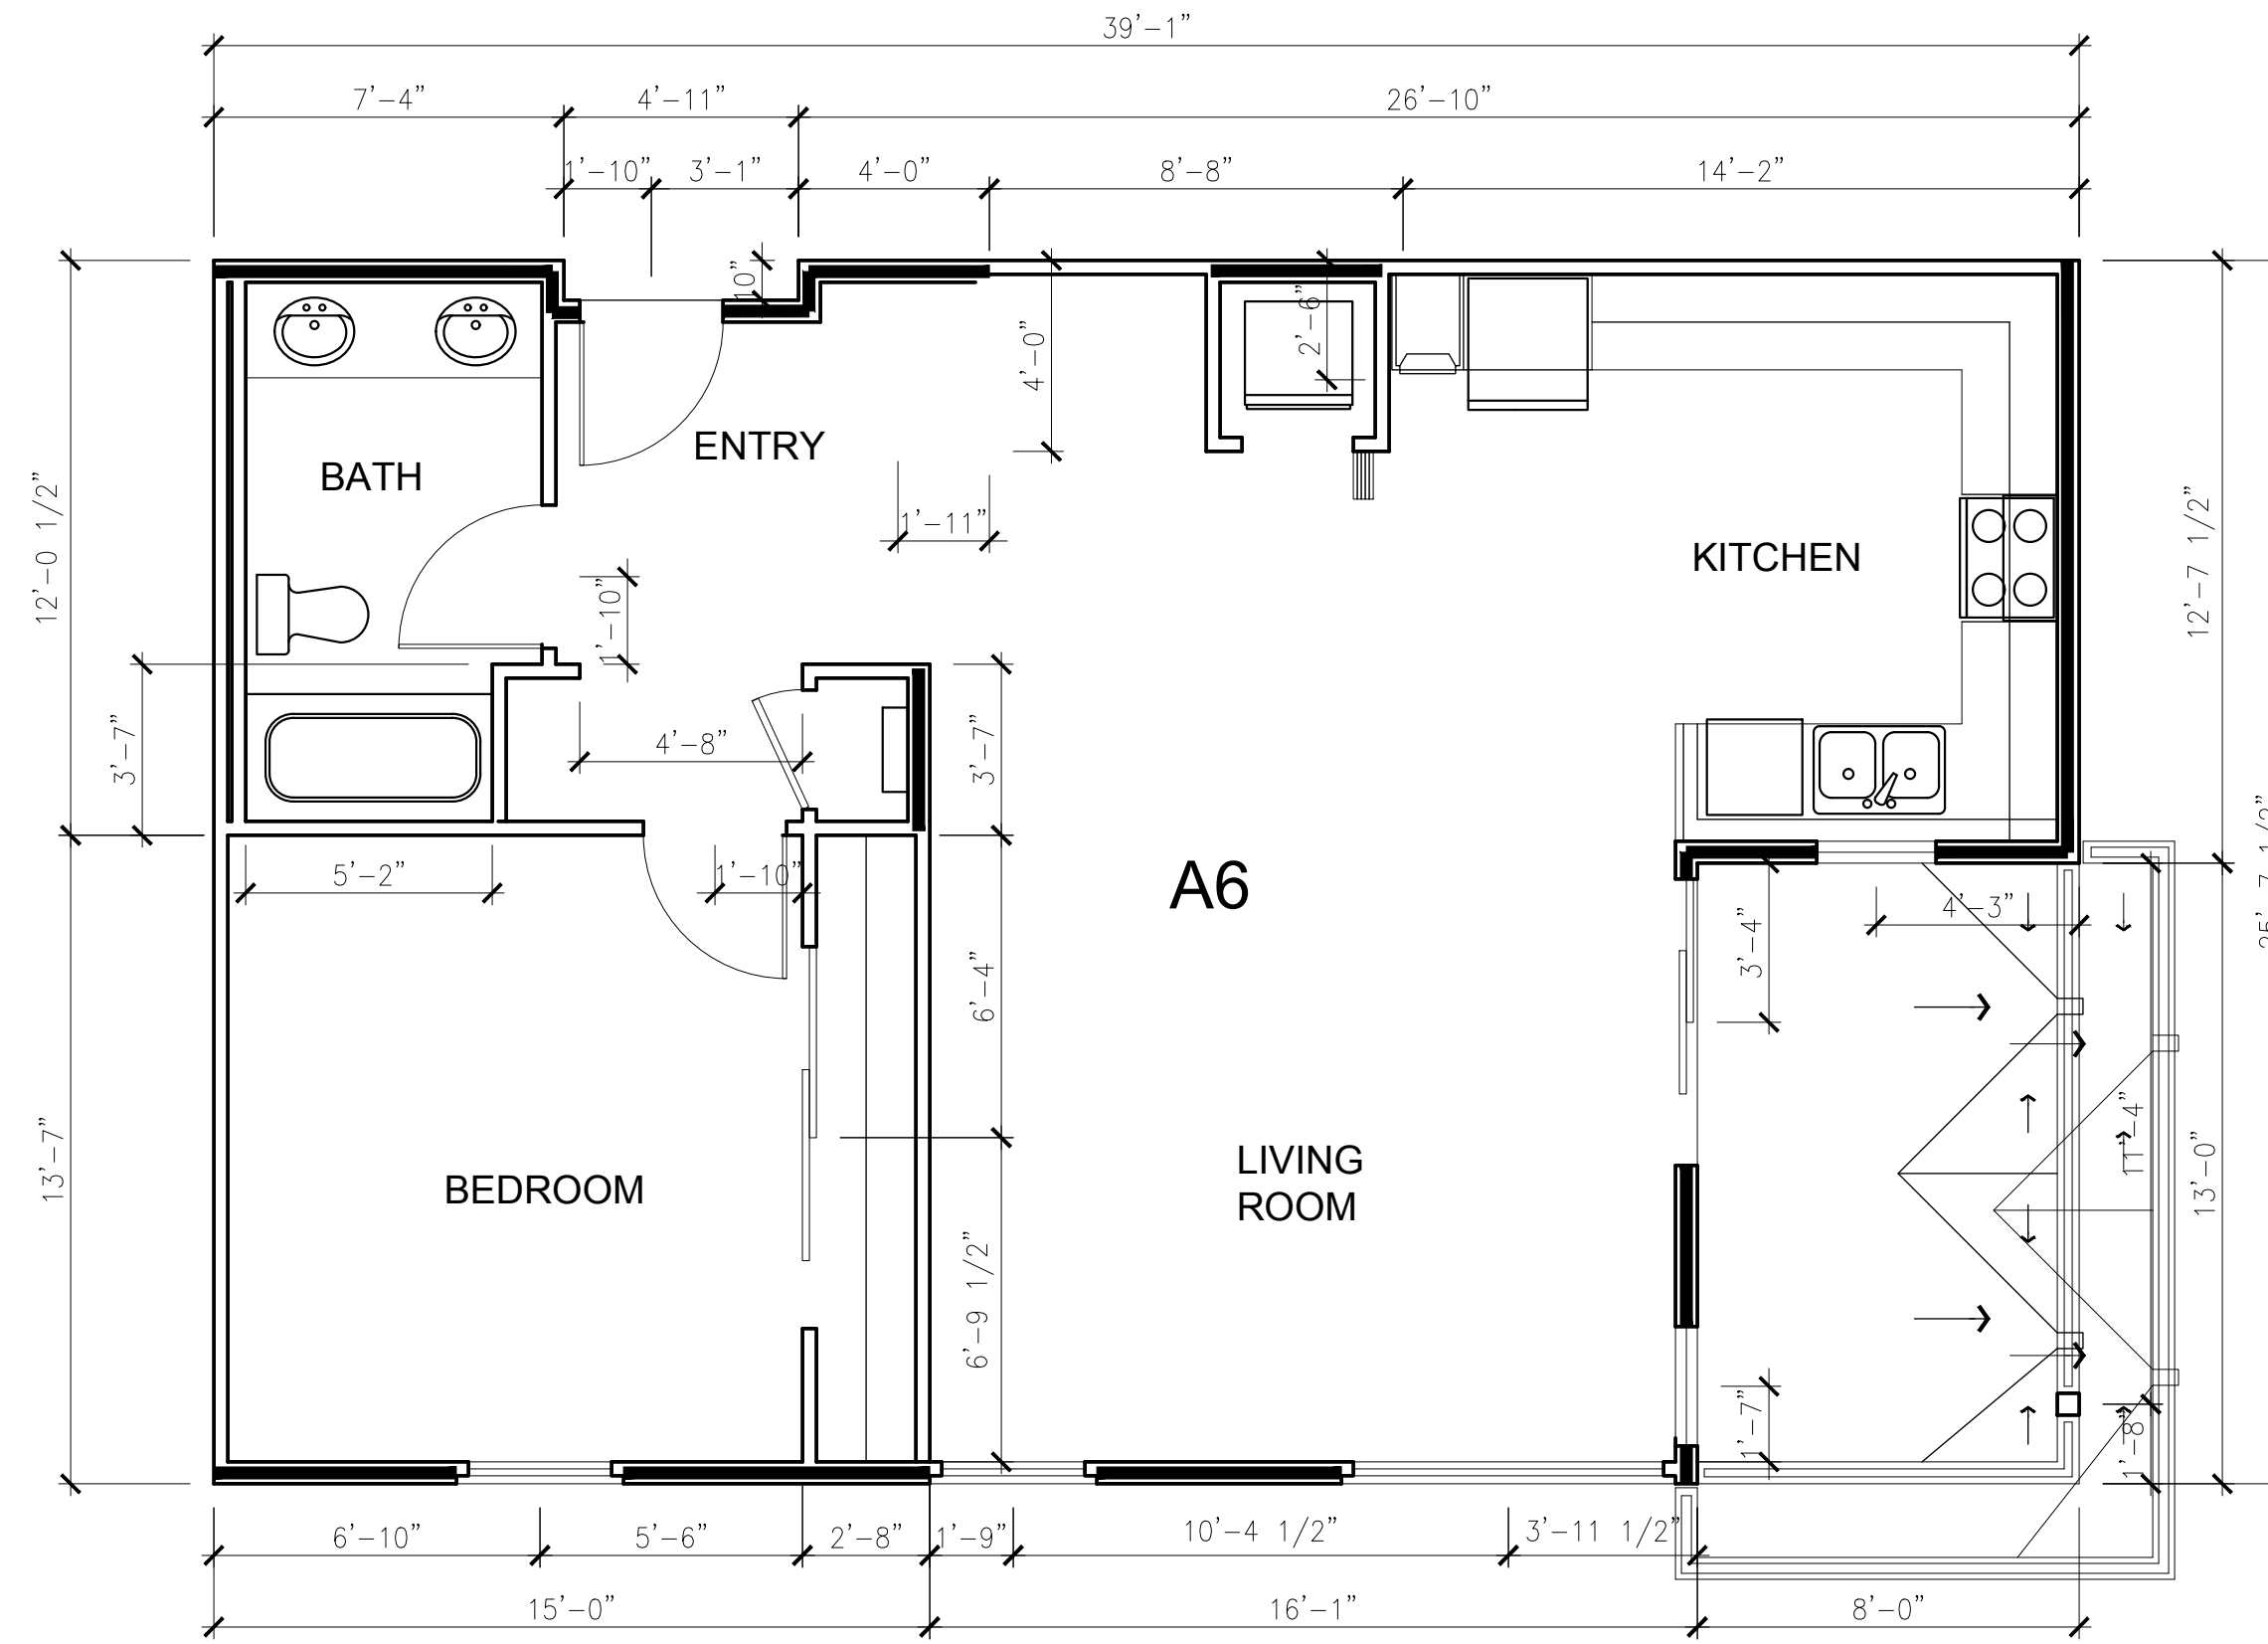 39'-1"
7'-4" 4'-11" 26'-10"
1'-10" 3'-1" 4'-0" 8'-8" 14'-2"
10"
2'-6"
4'-0"
ENTRY
BATH
12'-0 1/2"
1'-11"
12'-7 1/2"
KITCHEN
1'-10"
3'-7"
4'-8"
3'-7"
5'-2"
1'-10"
A6
4'-3"
3'-4"
6'-4"
11'-4"
13'-7"
13'-0"
LIVING
ROOM
BEDROOM
6'-9 1/2"
1'-7"
1'-8"
6'-10" 5'-6" 2'-8" 1'-9" 10'-4 1/2" 3'-11 1/2"
15'-0" 16'-1" 8'-0"